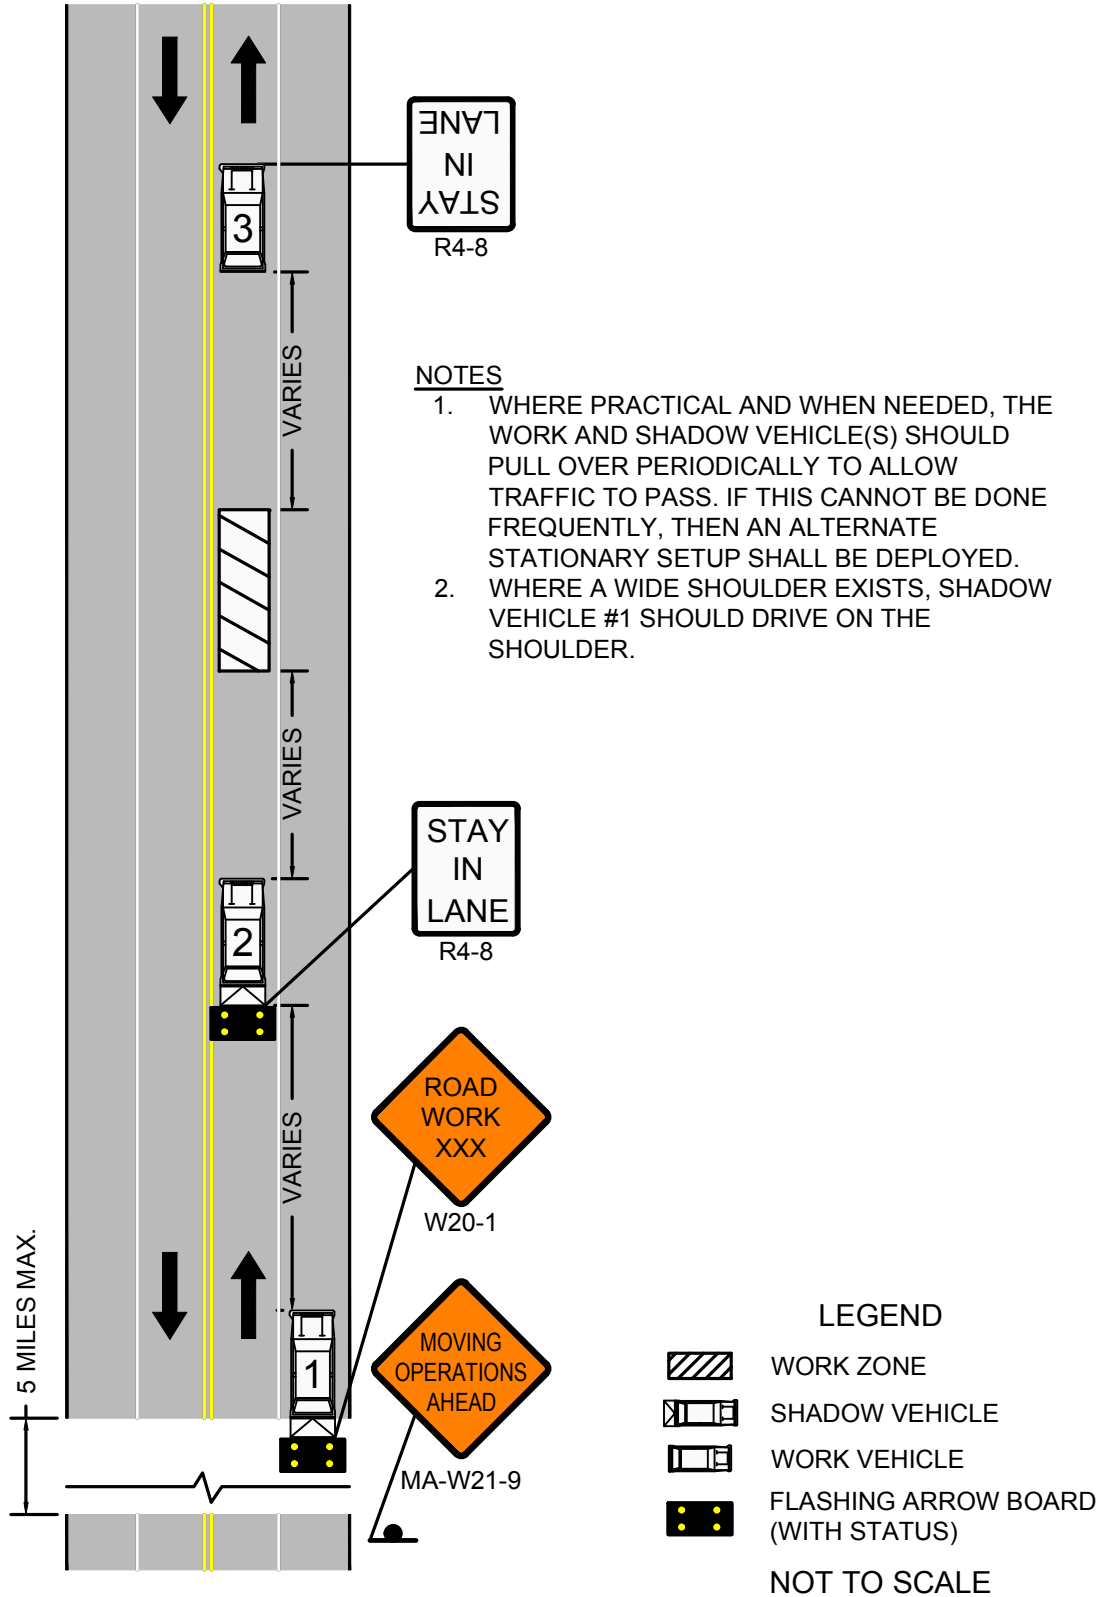 STAY
IN
LANE
R4-8
3
VARIES
NOTES
1. WHERE PRACTICAL AND WHEN NEEDED, THE
WORK AND SHADOW VEHICLE(S) SHOULD
PULL OVER PERIODICALLY TO ALLOW
TRAFFIC TO PASS. IF THIS CANNOT BE DONE
FREQUENTLY, THEN AN ALTERNATE
STATIONARY SETUP SHALL BE DEPLOYED.
2. WHERE A WIDE SHOULDER EXISTS, SHADOW
VEHICLE #1 SHOULD DRIVE ON THE
SHOULDER.
VARIES
STAY
IN
LANE
R4-8
2
ROAD
WORK
XXX
W20-1
VARIES
5 MILES MAX.
1
MOVING
OPERATIONS
AHEAD
MA-W21-9
LEGEND
WORK ZONE
SHADOW VEHICLE
WORK VEHICLE
FLASHING ARROW BOARD
(WITH STATUS)
NOT TO SCALE